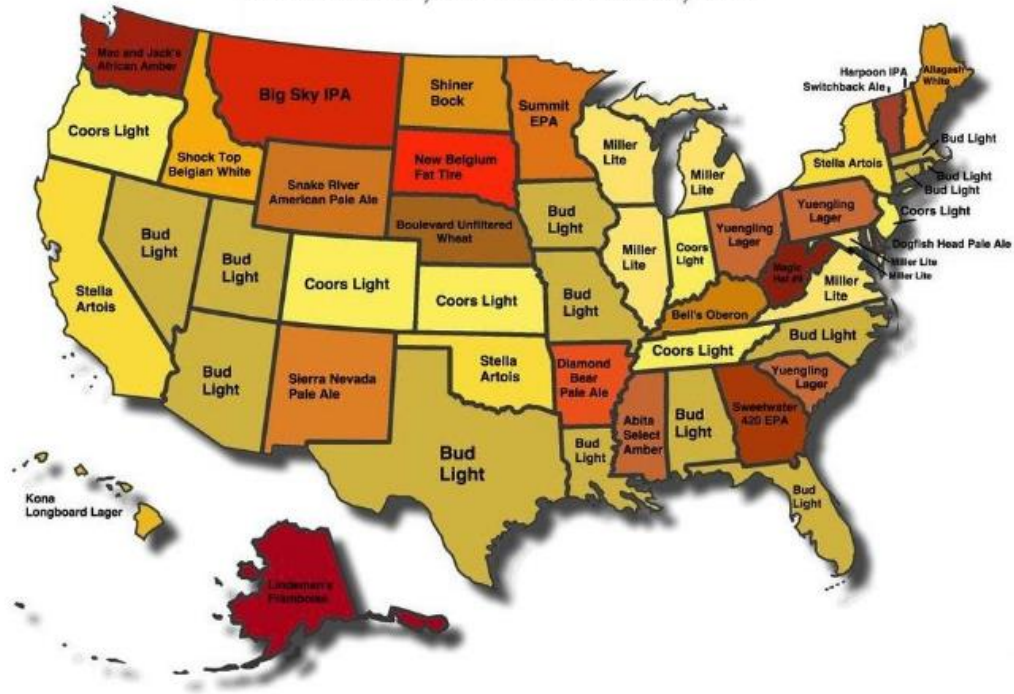 Mac and Jack's
African Amber
Big Sky IPA
Shiner
Bock
Summit
EPA
Harpoon IPA
Switchback Ale
Allagash
White
Coors Light
Shock Top
Belgian White
Snake River
American Pale Ale
New Belgium
Fat Tire
Miller
Lite
Miller
Lite
Stella Artois
Bud Light
Bud Light
Bud Light
Coors Light
Boulevard Unfiltered
Wheat
Bud
Light
Yuengling
Lager
Yuengling
Lager
Dogfish Head Pale Ale
Miller Lite
Miller Lite
Bud
Light
Bud
Light
Coors Light
Coors Light
Miller
Lite
Coors
Light
Magic
Hat #9
Miller
Lite
Stella
Artois
Bud
Light
Bell's Oberon
Bud Light
Coors Light
Bud
Light
Sierra Nevada
Pale Ale
Stella
Artois
Diamond
Bear
Pale Ale
Yuengling
Lager
Abita
Select
Amber
Bud
Light
Sweetwater
420 EPA
Bud
Light
Bud
Light
Bud
Light
Kona
Longboard Lager
Lindeman's
Framboise